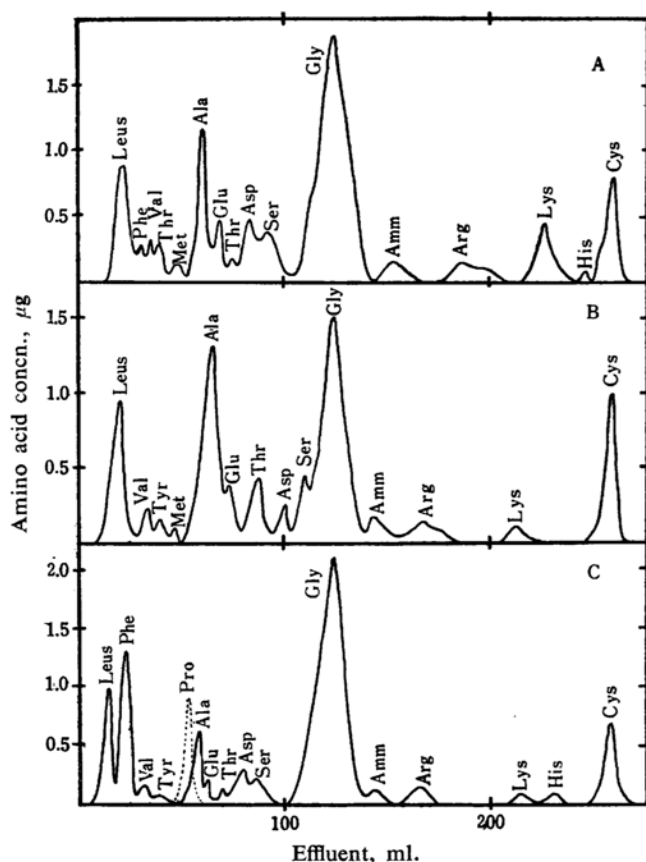 A
1.5
1.0
0.5
Leus
Phe
Val
Thr
Met
Ala
Glu
Thr
Asp
Ser
Gly
Amm
Arg
Lys
His
Cys
B
1.5
1.0
0.5
Leus
Val
Tyr
Met
Ala
Glu
Thr
Asp
Ser
Gly
Amm
Arg
Lys
Cys
C
2.0
1.5
1.0
0.5
Leus
Phe
Val
Tyr
Pro
Ala
Glu
Thr
Asp
Ser
Gly
Amm
Arg
Lys
His
Cys
100
200
Amino acid concn., μg
Effluent, ml.